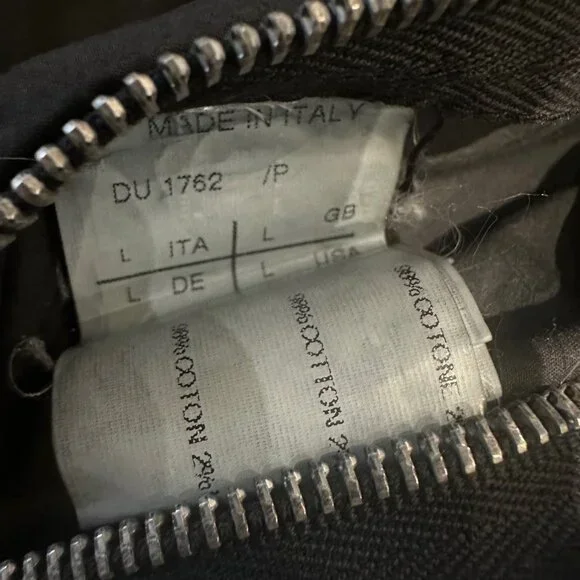 MADE IN ITALY
DU 1762 /P
L ITA L GB
L DE L USA
98% COTONE 2
98% COTTON 2
98% COTTON 2%